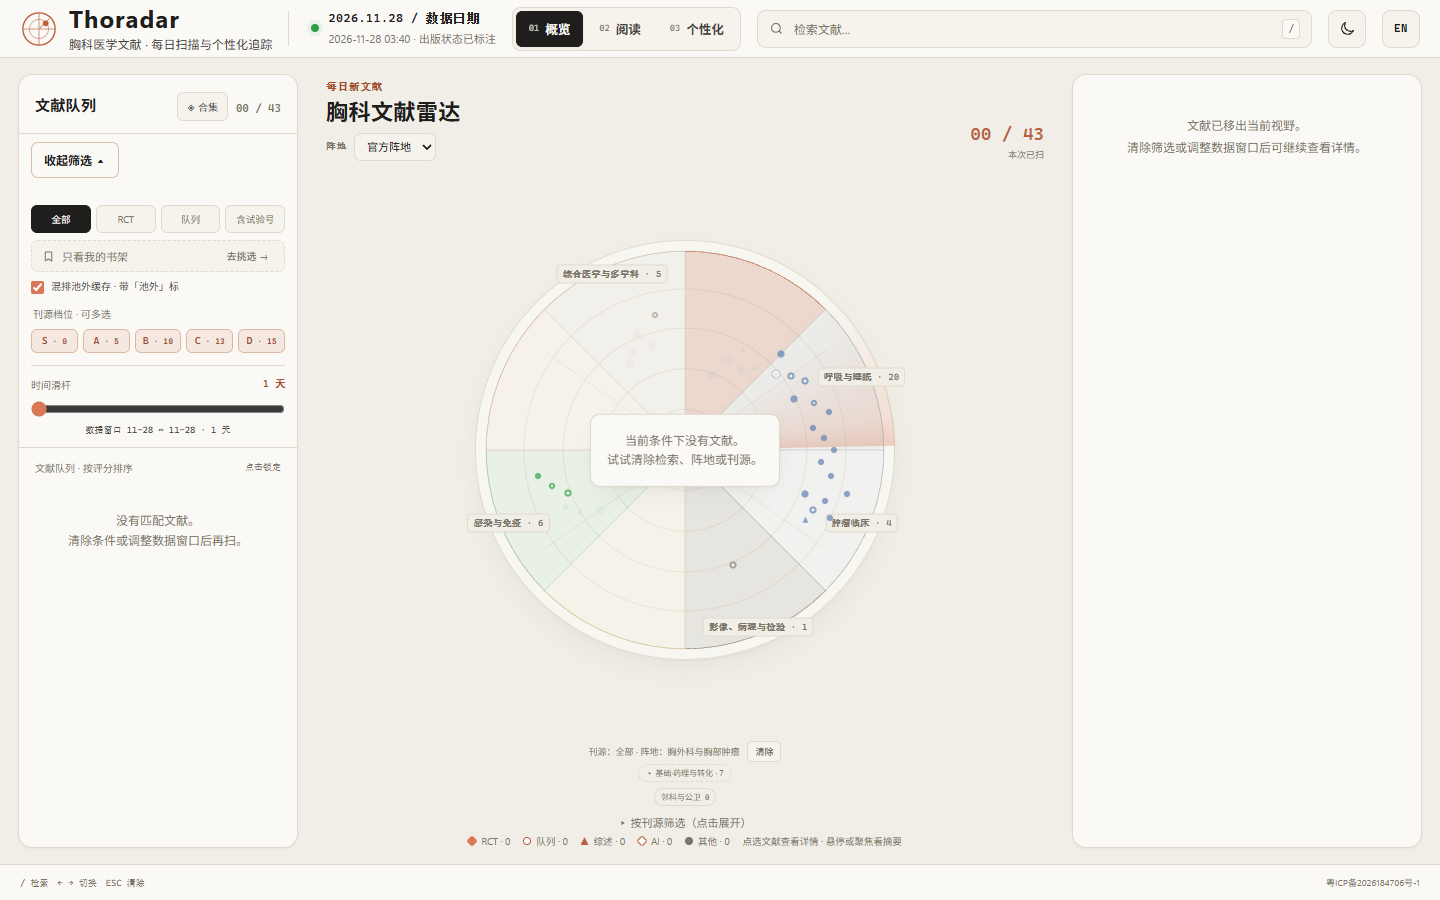 Thoradar
胸科医学文献 · 每日扫描与个性化追踪
2026.11.28 / 数据日期
2026-11-28 03:40 · 出版状态已标注
01 概览
02 阅读
03 个性化
检索文献...
/
EN
文献队列
◈ 合集
00 / 43
收起筛选 ▴
全部
RCT
队列
含试验号
只看我的书架
去挑选 →
混排池外缓存 · 带「池外」标
刊源档位 · 可多选
S · 0
A · 5
B · 10
C · 13
D · 15
时间滑杆
1 天
数据窗口 11-28 ~ 11-28 · 1 天
文献队列 · 按评分排序
点击锁定
没有匹配文献。
清除条件或调整数据窗口后再扫。
每日新文献
胸科文献雷达
阵地
官方阵地
00 / 43
本次已扫
综合医学与多学科 · 5
呼吸与睡眠 · 20
当前条件下没有文献。
试试清除检索、阵地或刊源。
感染与免疫 · 6
肿瘤临床 · 4
影像、病理与检验 · 1
刊源：全部 · 阵地：胸外科与胸部肿瘤
清除
• 基础·药理与转化 · 7
邻科与公卫 0
▸ 按刊源筛选（点击展开）
RCT · 0
队列 · 0
综述 · 0
AI · 0
其他 · 0
点选文献查看详情 · 悬停或聚焦看摘要
文献已移出当前视野。
清除筛选或调整数据窗口后可继续查看详情。
/ 检索 ← → 切换 ESC 清除
粤ICP备2026184706号-1